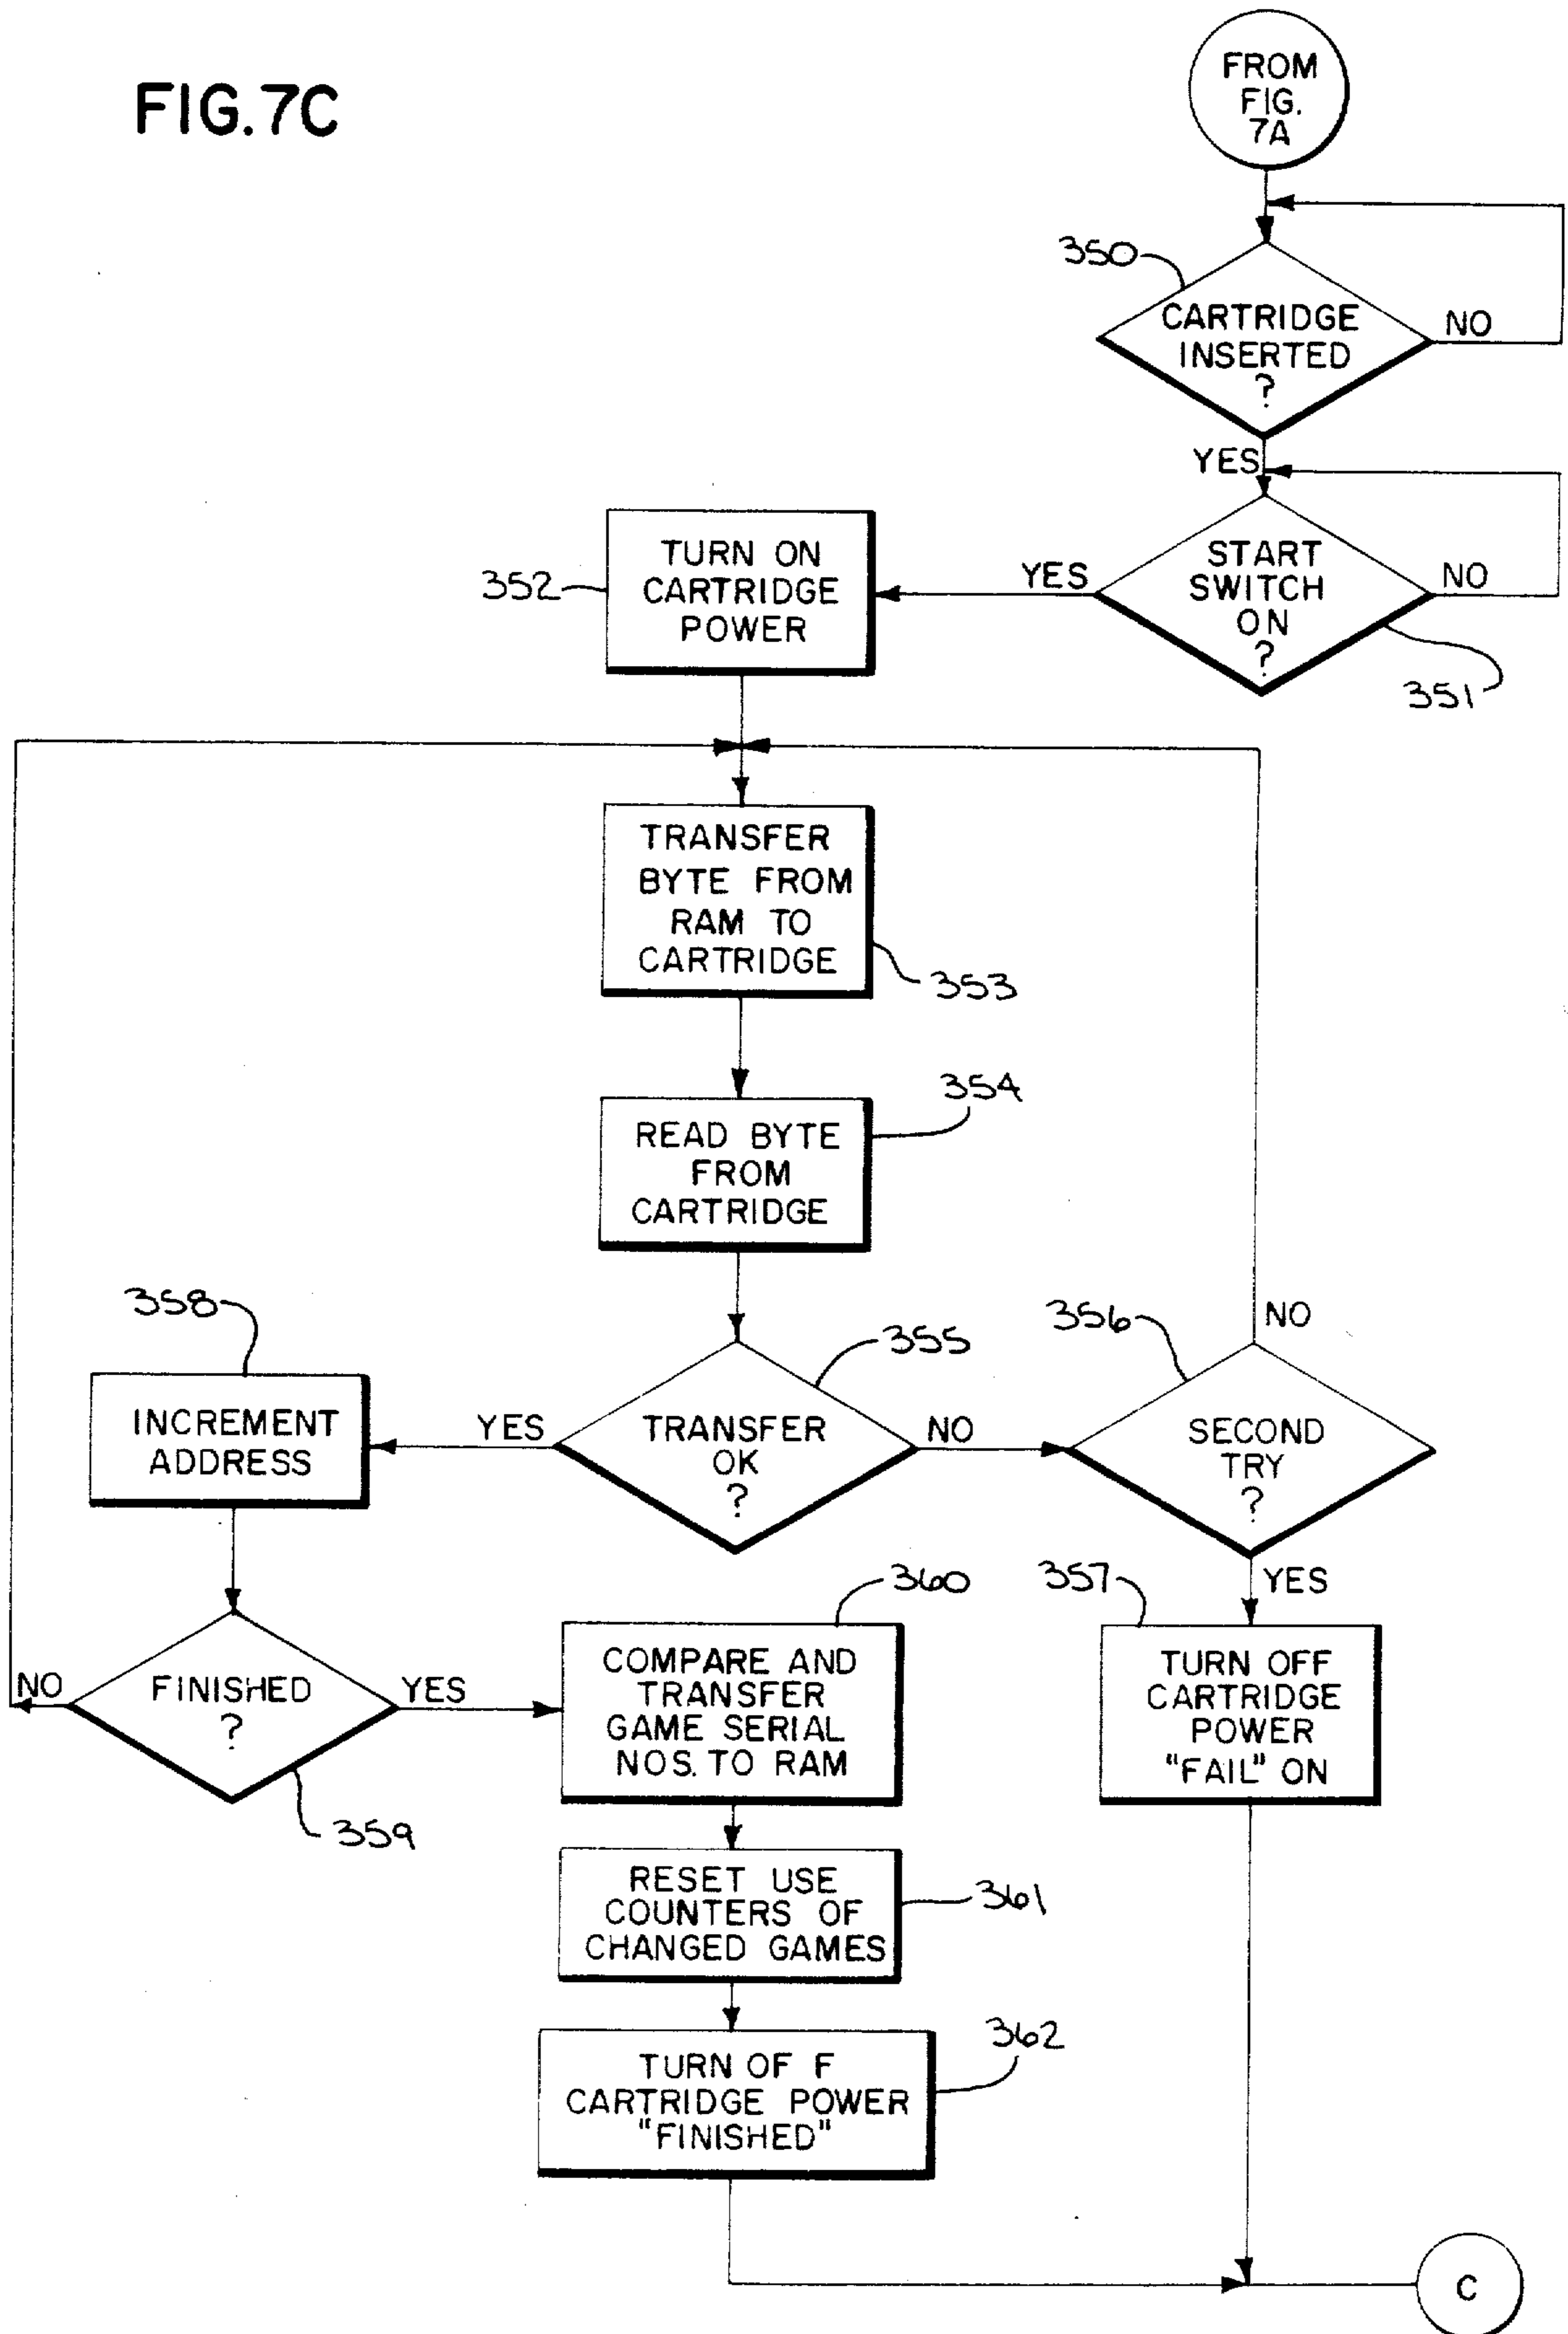 FIG.7C
FROM
FIG.
7A
350
CARTRIDGE
INSERTED
?
NO
YES
START
SWITCH
ON
?
NO
YES
351
TURN ON
CARTRIDGE
POWER
352
TRANSFER
BYTE FROM
RAM TO
CARTRIDGE
353
READ BYTE
FROM
CARTRIDGE
354
TRANSFER
OK
?
355
YES
NO
SECOND
TRY
?
356
NO
YES
TURN OFF
CARTRIDGE
POWER
"FAIL" ON
357
INCREMENT
ADDRESS
358
FINISHED
?
359
NO
YES
COMPARE AND
TRANSFER
GAME SERIAL
NOS. TO RAM
360
RESET USE
COUNTERS OF
CHANGED GAMES
361
TURN OF F
CARTRIDGE POWER
"FINISHED"
362
C